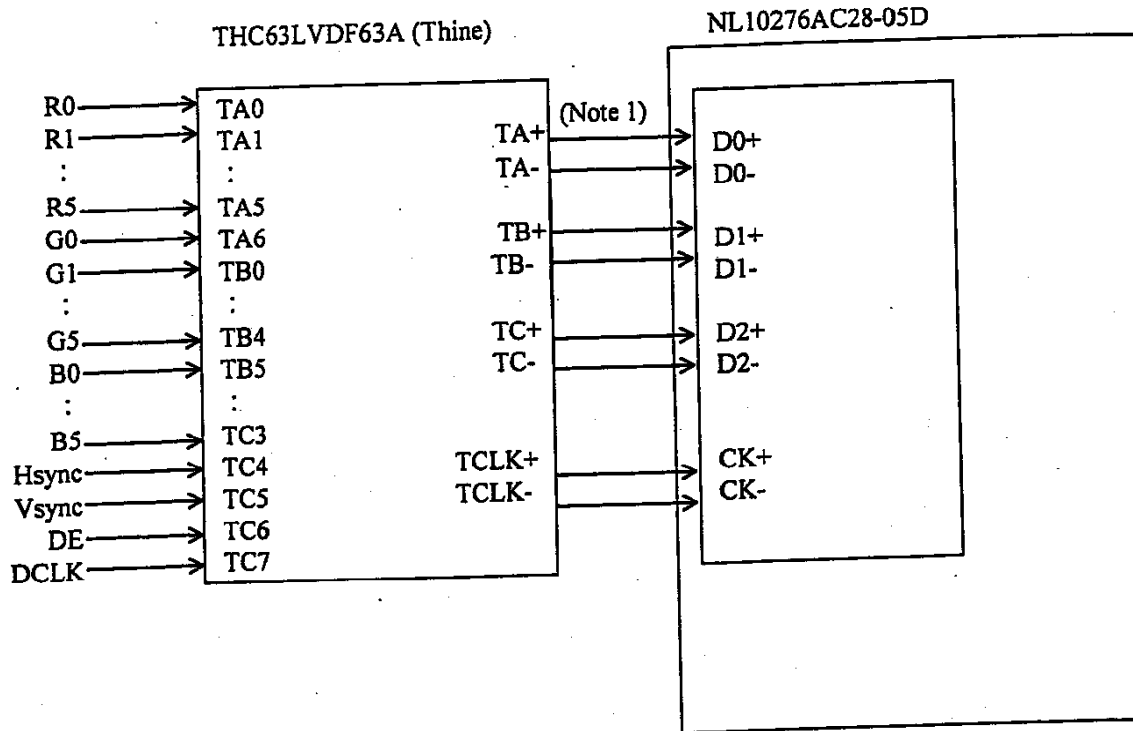 THC63LVDF63A (Thine)
NL10276AC28-05D
R0
R1
:
R5
G0
G1
:
G5
B0
:
B5
Hsync
Vsync
DE
DCLK
TA0
TA1
:
TA5
TA6
TB0
:
TB4
TB5
:
TC3
TC4
TC5
TC6
TC7
TA+
TA-
TB+
TB-
TC+
TC-
TCLK+
TCLK-
(Note 1)
D0+
D0-
D1+
D1-
D2+
D2-
CK+
CK-